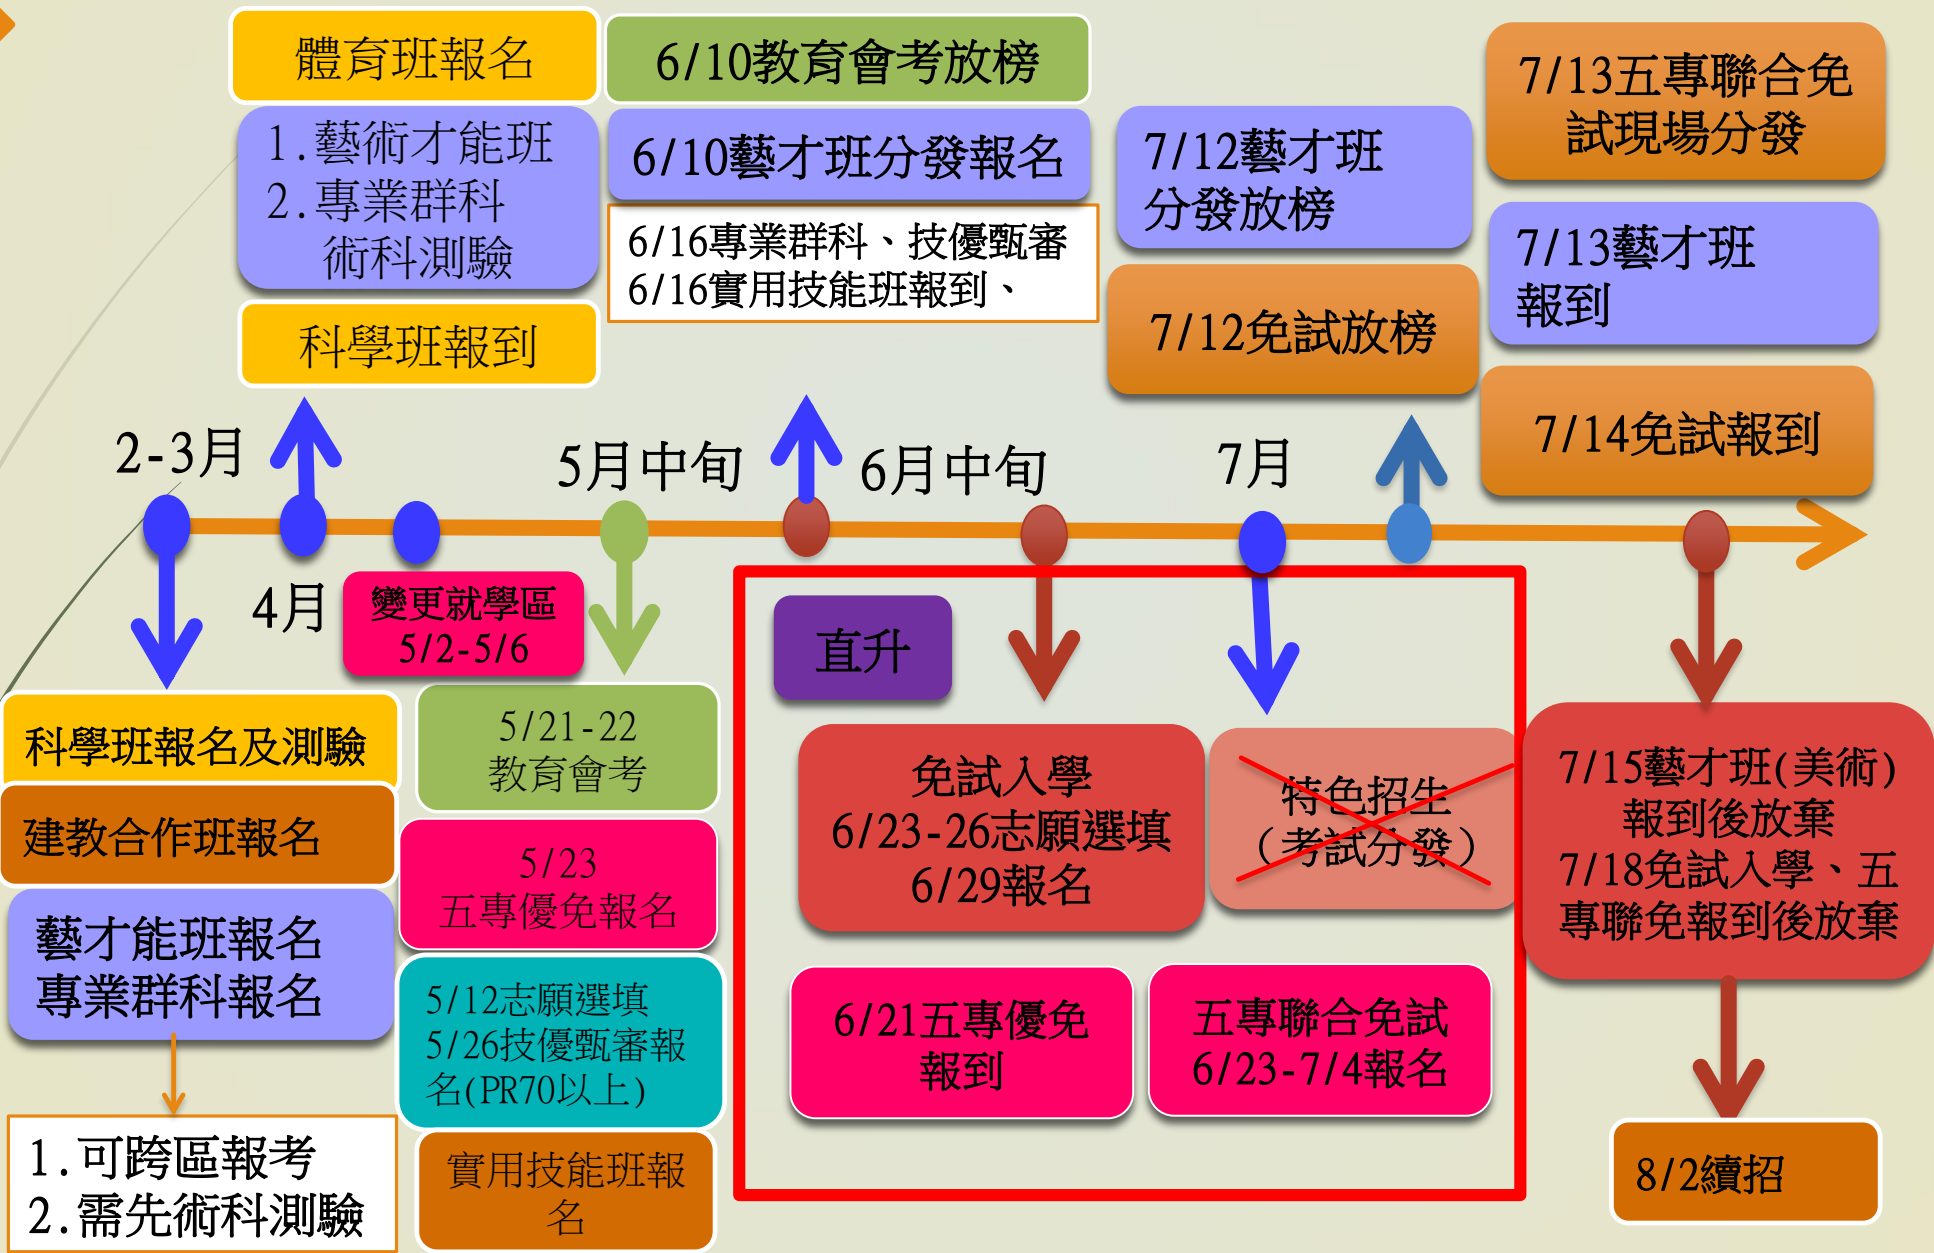 體育班報名
1.藝術才能班
2.專業群科
術科測驗
科學班報到
6/10教育會考放榜
6/10藝才班分發報名
6/16專業群科、技優甄審
6/16實用技能班報到、
7/12藝才班
分發放榜
7/12免試放榜
7/13五專聯合免
試現場分發
7/13藝才班
報到
7/14免試報到
2-3月
5月中旬
6月中旬
7月
4月
變更就學區
5/2-5/6
科學班報名及測驗
建教合作班報名
藝才能班報名
專業群科報名
1.可跨區報考
2.需先術科測驗
5/21-22
教育會考
5/23
五專優免報名
5/12志願選填
5/26技優甄審報
名(PR70以上)
實用技能班報
名
直升
免試入學
6/23-26志願選填
6/29報名
特色招生
（考試分發）
6/21五專優免
報到
五專聯合免試
6/23-7/4報名
7/15藝才班(美術)
報到後放棄
7/18免試入學、五
專聯免報到後放棄
8/2續招